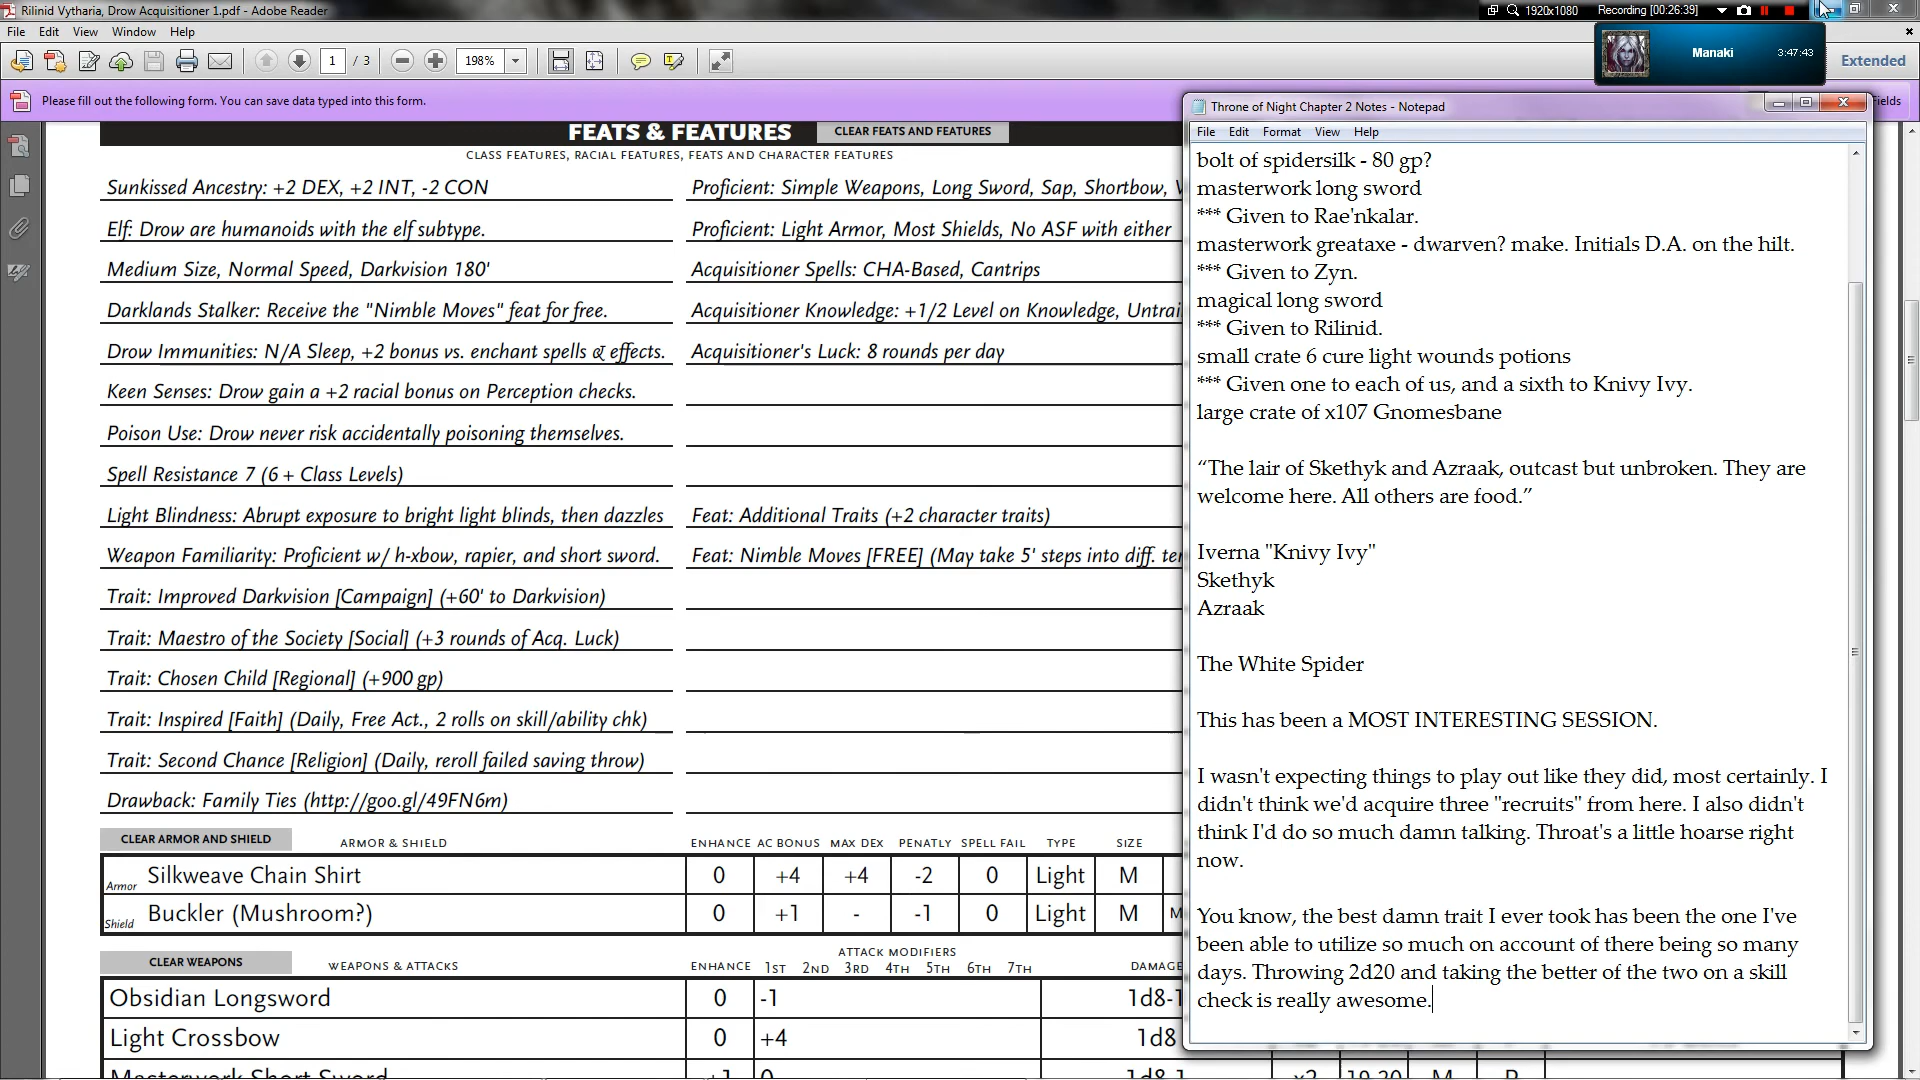 Rilinid Vytharia, Drow Acquisitioner 1.pdf - Adobe Reader
1920x1080
Recording [00:26:39]
File Edit View Window Help
1 / 3
198%
Manaki
3:47:43
Extended
Please fill out the following form. You can save data typed into this form.
FEATS & FEATURES
CLEAR FEATS AND FEATURES
CLASS FEATURES, RACIAL FEATURES, FEATS AND CHARACTER FEATURES
Sunkissed Ancestry: +2 DEX, +2 INT, -2 CON
Elf: Drow are humanoids with the elf subtype.
Medium Size, Normal Speed, Darkvision 180'
Darklands Stalker: Receive the "Nimble Moves" feat for free.
Drow Immunities: N/A Sleep, +2 bonus vs. enchant spells & effects.
Keen Senses: Drow gain a +2 racial bonus on Perception checks.
Poison Use: Drow never risk accidentally poisoning themselves.
Spell Resistance 7 (6 + Class Levels)
Light Blindness: Abrupt exposure to bright light blinds, then dazzles
Weapon Familiarity: Proficient w/ h-xbow, rapier, and short sword.
Trait: Improved Darkvision [Campaign] (+60' to Darkvision)
Trait: Maestro of the Society [Social] (+3 rounds of Acq. Luck)
Trait: Chosen Child [Regional] (+900 gp)
Trait: Inspired [Faith] (Daily, Free Act., 2 rolls on skill/ability chk)
Trait: Second Chance [Religion] (Daily, reroll failed saving throw)
Drawback: Family Ties (http://goo.gl/49FN6m)
Proficient: Simple Weapons, Long Sword, Sap, Shortbow,
Proficient: Light Armor, Most Shields, No ASF with either
Acquisitioner Spells: CHA-Based, Cantrips
Acquisitioner Knowledge: +1/2 Level on Knowledge, Untrai
Acquisitioner's Luck: 8 rounds per day
Feat: Additional Traits (+2 character traits)
Feat: Nimble Moves [FREE] (May take 5' steps into diff. ter
CLEAR ARMOR AND SHIELD
ARMOR & SHIELD ENHANCE AC BONUS MAX DEX PENATLY SPELL FAIL TYPE SIZE
Armor Silkweave Chain Shirt 0 +4 +4 -2 0 Light M
Shield Buckler (Mushroom?) 0 +1 - -1 0 Light M M
ATTACK MODIFIERS
CLEAR WEAPONS
WEAPONS & ATTACKS ENHANCE 1ST 2ND 3RD 4TH 5TH 6TH 7TH DAMAG
Obsidian Longsword 0 -1 1d8-1
Light Crossbow 0 +4 1d8
Masterwork Short Sword +1 0 1d8-1 x2 19-20 M P
Throne of Night Chapter 2 Notes - Notepad
ields
File Edit Format View Help
bolt of spidersilk - 80 gp?
masterwork long sword
*** Given to Rae'nkalar.
masterwork greataxe - dwarven? make. Initials D.A. on the hilt.
*** Given to Zyn.
magical long sword
*** Given to Rilinid.
small crate 6 cure light wounds potions
*** Given one to each of us, and a sixth to Knivy Ivy.
large crate of x107 Gnomesbane
“The lair of Skethyk and Azraak, outcast but unbroken. They are
welcome here. All others are food.”
Iverna "Knivy Ivy"
Skethyk
Azraak
The White Spider
This has been a MOST INTERESTING SESSION.
I wasn't expecting things to play out like they did, most certainly. I
didn't think we'd acquire three "recruits" from here. I also didn't
think I'd do so much damn talking. Throat's a little hoarse right
now.
You know, the best damn trait I ever took has been the one I've
been able to utilize so much on account of there being so many
days. Throwing 2d20 and taking the better of the two on a skill
check is really awesome.